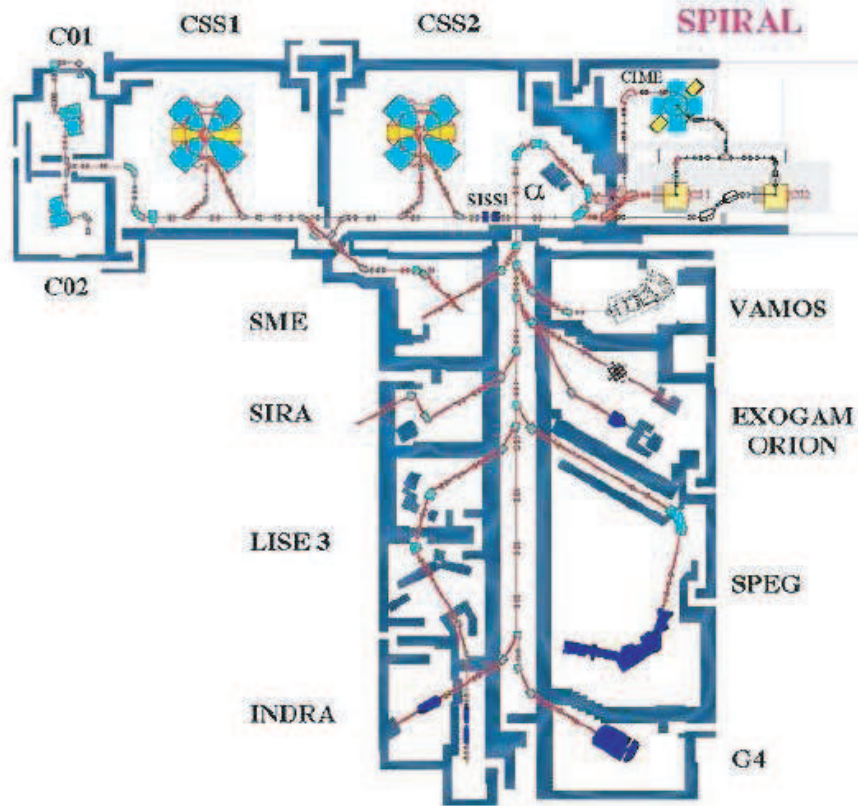 C01
CSS1
CSS2
SPIRAL
CIME
SISSI
α
C02
SME
VAMOS
SIRA
EXOGAM
ORION
LISE 3
SPEG
INDRA
G4